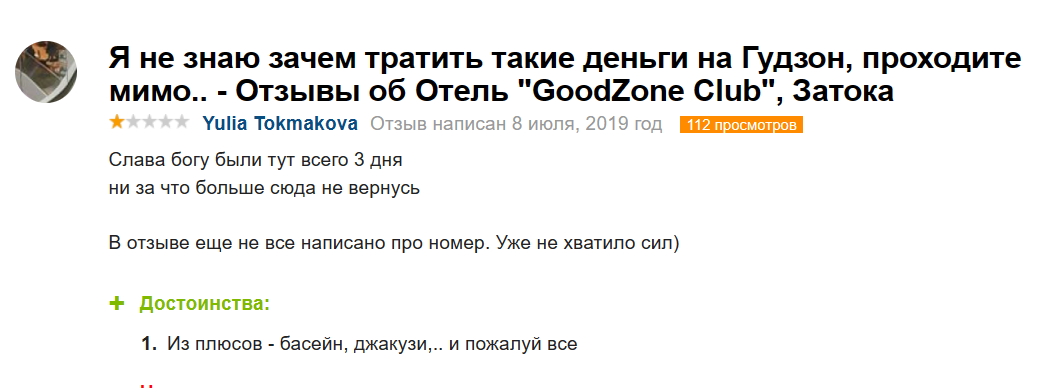 Я не знаю зачем тратить такие деньги на Гудзон, проходите
мимо.. - Отзывы об Отель "GoodZone Club", Затока
Yulia Tokmakova Отзыв написан 8 июля, 2019 год 112 просмотров
Слава богу были тут всего 3 дня
ни за что больше сюда не вернусь
В отзыве еще не все написано про номер. Уже не хватило сил)
+ Достоинства:
1. Из плюсов - басейн, джакузи,.. и пожалуй все